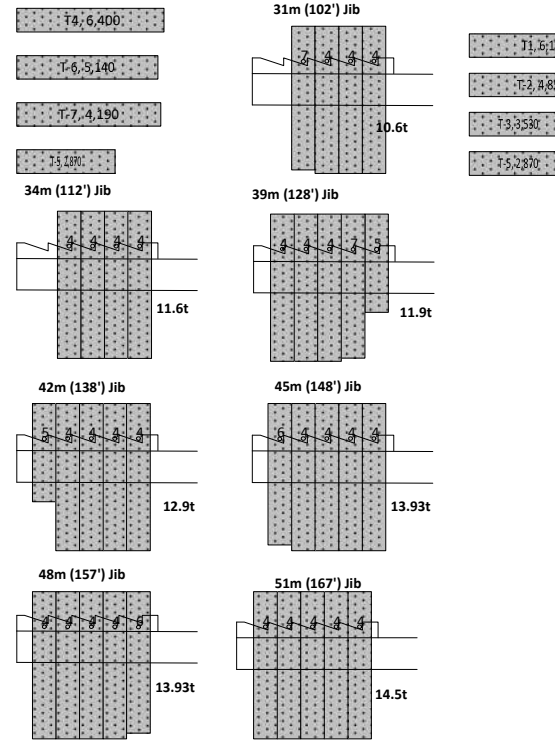 T4, 6,400
T-6, 5,140
T-7, 4,190
T-5, 2,870
31m (102') Jib
7 4 4 4
10.6t
T-3, 3,530
T-5, 2,870
34m (112') Jib
4 4 4 4
11.6t
39m (128') Jib
4 4 4 7 5
11.9t
42m (138') Jib
5 4 4 4 4
12.9t
45m (148') Jib
6 4 4 4 4
13.93t
48m (157') Jib
4 4 4 4 6
13.93t
51m (167') Jib
4 4 4 4 4
14.5t